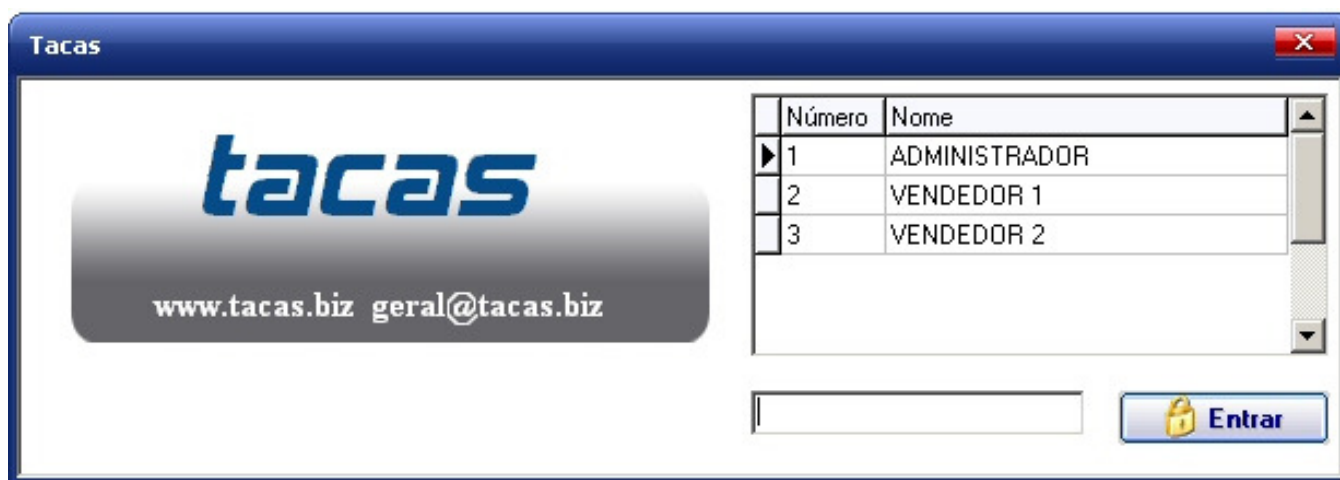 Tacas
tacas
www.tacas.biz geral@tacas.biz
Número Nome
1 ADMINISTRADOR
2 VENDEDOR 1
3 VENDEDOR 2
Entrar